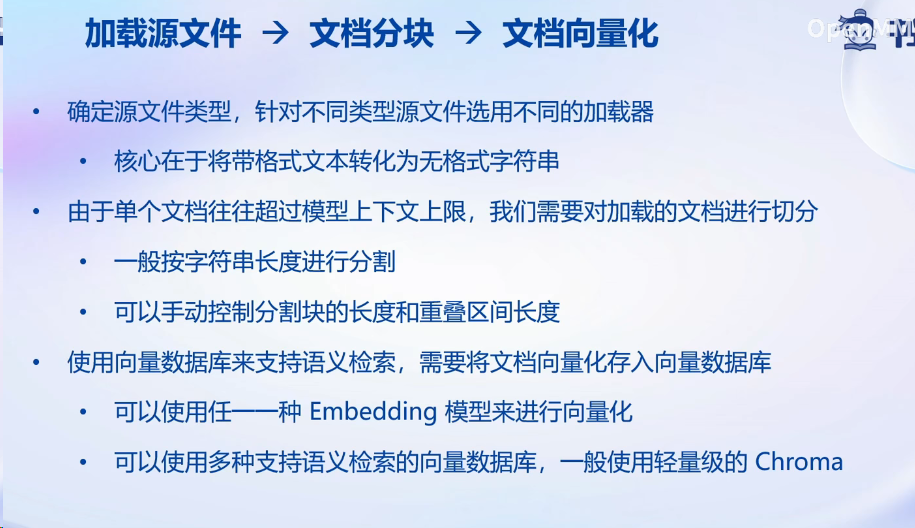 加载源文件 → 文档分块 → 文档向量化
OpenMM
• 确定源文件类型，针对不同类型源文件选用不同的加载器
• 核心在于将带格式文本转化为无格式字符串
• 由于单个文档往往超过模型上下文上限，我们需要对加载的文档进行切分
• 一般按字符串长度进行分割
• 可以手动控制分割块的长度和重叠区间长度
• 使用向量数据库来支持语义检索，需要将文档向量化存入向量数据库
• 可以使用任一一种 Embedding 模型来进行向量化
• 可以使用多种支持语义检索的向量数据库，一般使用轻量级的 Chroma